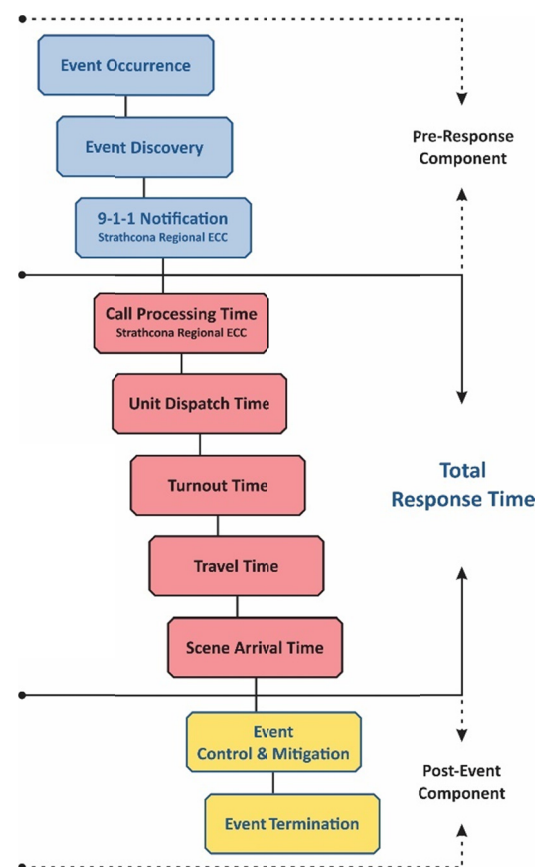 Event Occurrence
Event Discovery
Pre-Response
Component
9-1-1 Notification
Strathcona Regional ECC
Call Processing Time
Strathcona Regional ECC
Unit Dispatch Time
Turnout Time
Total
Response Time
Travel Time
Scene Arrival Time
Event
Control & Mitigation
Post-Event
Component
Event Termination